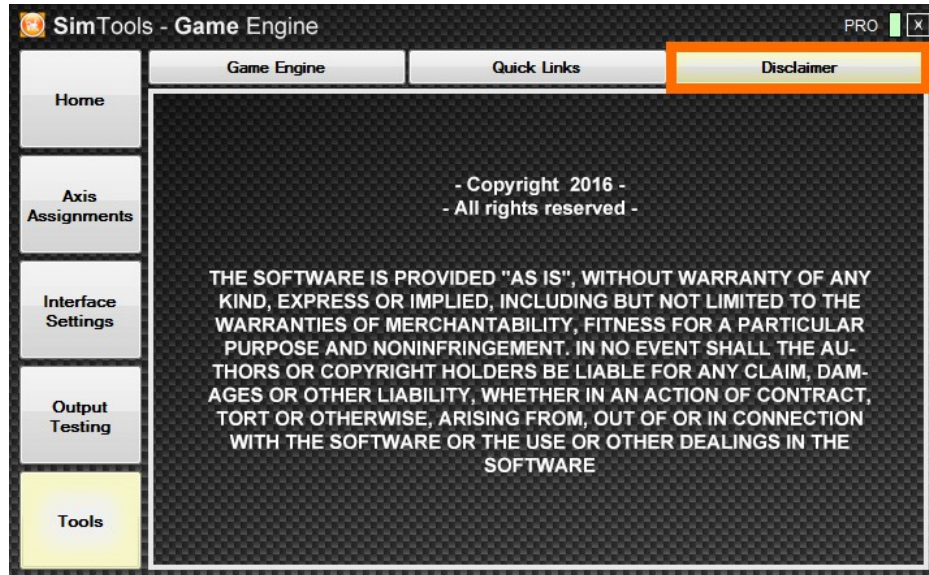 SimTools - Game Engine
PRO
X
Game Engine
Quick Links
Disclaimer
Home
Axis
Assignments
Interface
Settings
Output
Testing
Tools
- Copyright 2016 -
- All rights reserved -
THE SOFTWARE IS PROVIDED "AS IS", WITHOUT WARRANTY OF ANY
KIND, EXPRESS OR IMPLIED, INCLUDING BUT NOT LIMITED TO THE
WARRANTIES OF MERCHANTABILITY, FITNESS FOR A PARTICULAR
PURPOSE AND NONINFRINGEMENT. IN NO EVENT SHALL THE AU-
THORS OR COPYRIGHT HOLDERS BE LIABLE FOR ANY CLAIM, DAM-
AGES OR OTHER LIABILITY, WHETHER IN AN ACTION OF CONTRACT,
TORT OR OTHERWISE, ARISING FROM, OUT OF OR IN CONNECTION
WITH THE SOFTWARE OR THE USE OR OTHER DEALINGS IN THE
SOFTWARE